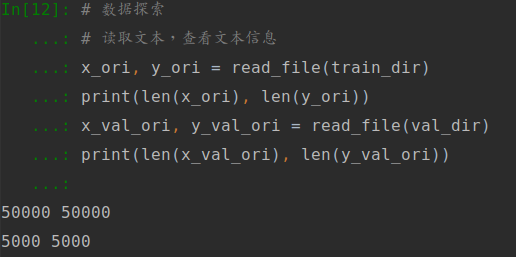 In[12]: # 数据探索
...: # 读取文本，查看文本信息
...: x_ori, y_ori = read_file(train_dir)
...: print(len(x_ori), len(y_ori))
...: x_val_ori, y_val_ori = read_file(val_dir)
...: print(len(x_val_ori), len(y_val_ori))
...:
50000 50000
5000 5000